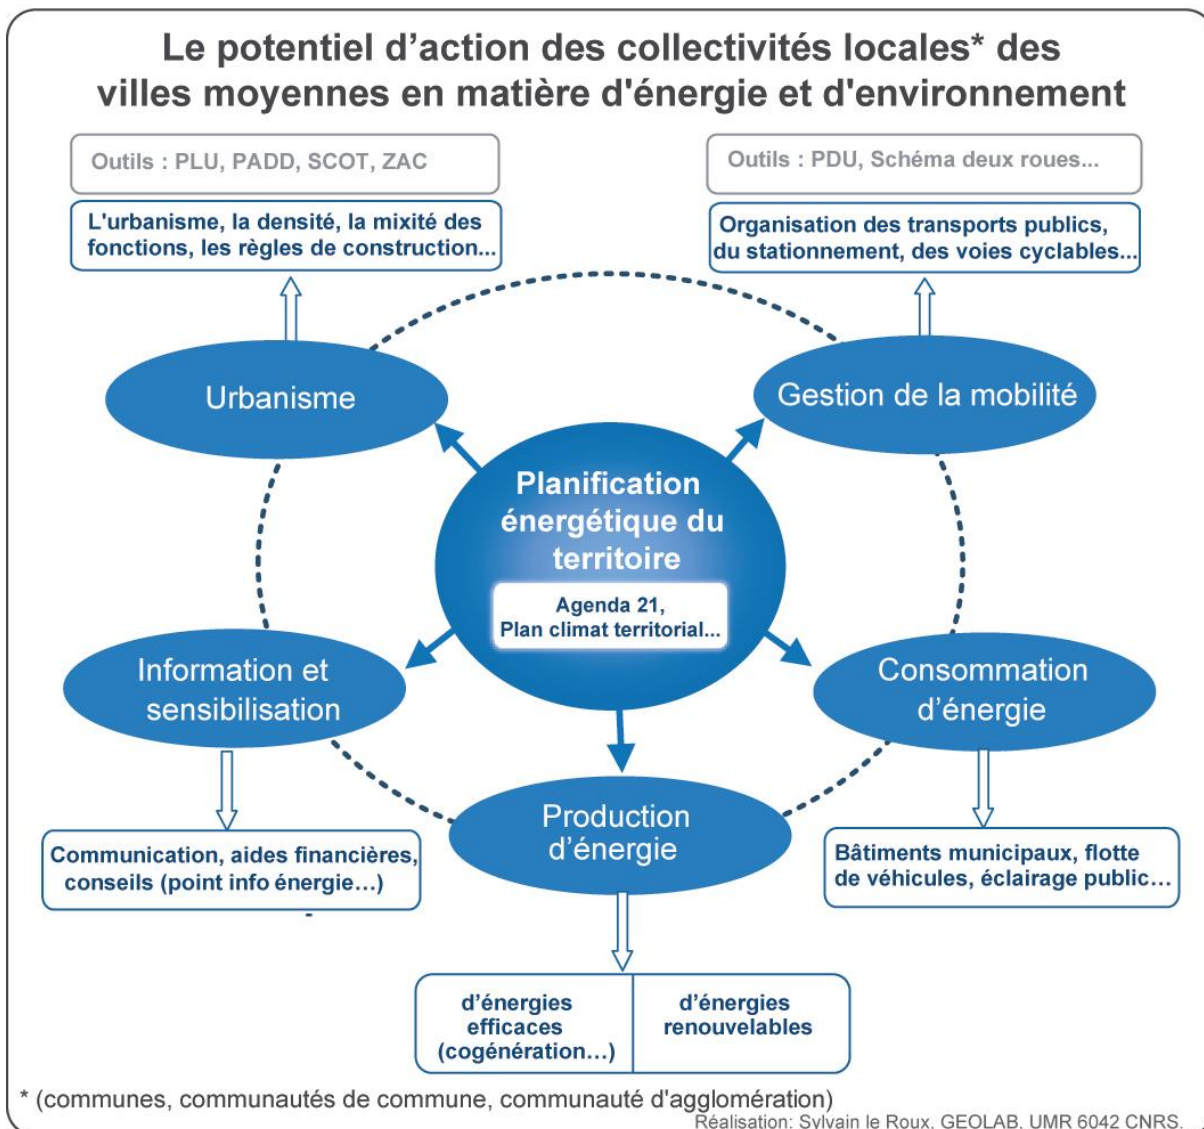 Le potentiel d’action des collectivités locales* des
villes moyennes en matière d'énergie et d'environnement
Outils : PLU, PADD, SCOT, ZAC
L'urbanisme, la densité, la mixité des
fonctions, les règles de construction...
Outils : PDU, Schéma deux roues...
Organisation des transports publics,
du stationnement, des voies cyclables...
Urbanisme
Gestion de la mobilité
Planification
énergétique du
territoire
Agenda 21,
Plan climat territorial...
Information et
sensibilisation
Consommation
d’énergie
Production
d’énergie
Communication, aides financières,
conseils (point info énergie…)
Bâtiments municipaux, flotte
de véhicules, éclairage public…
d’énergies
efficaces
(cogénération…)
d’énergies
renouvelables
* (communes, communautés de commune, communauté d'agglomération)
Réalisation: Sylvain le Roux, GEOLAB, UMR 6042 CNRS.